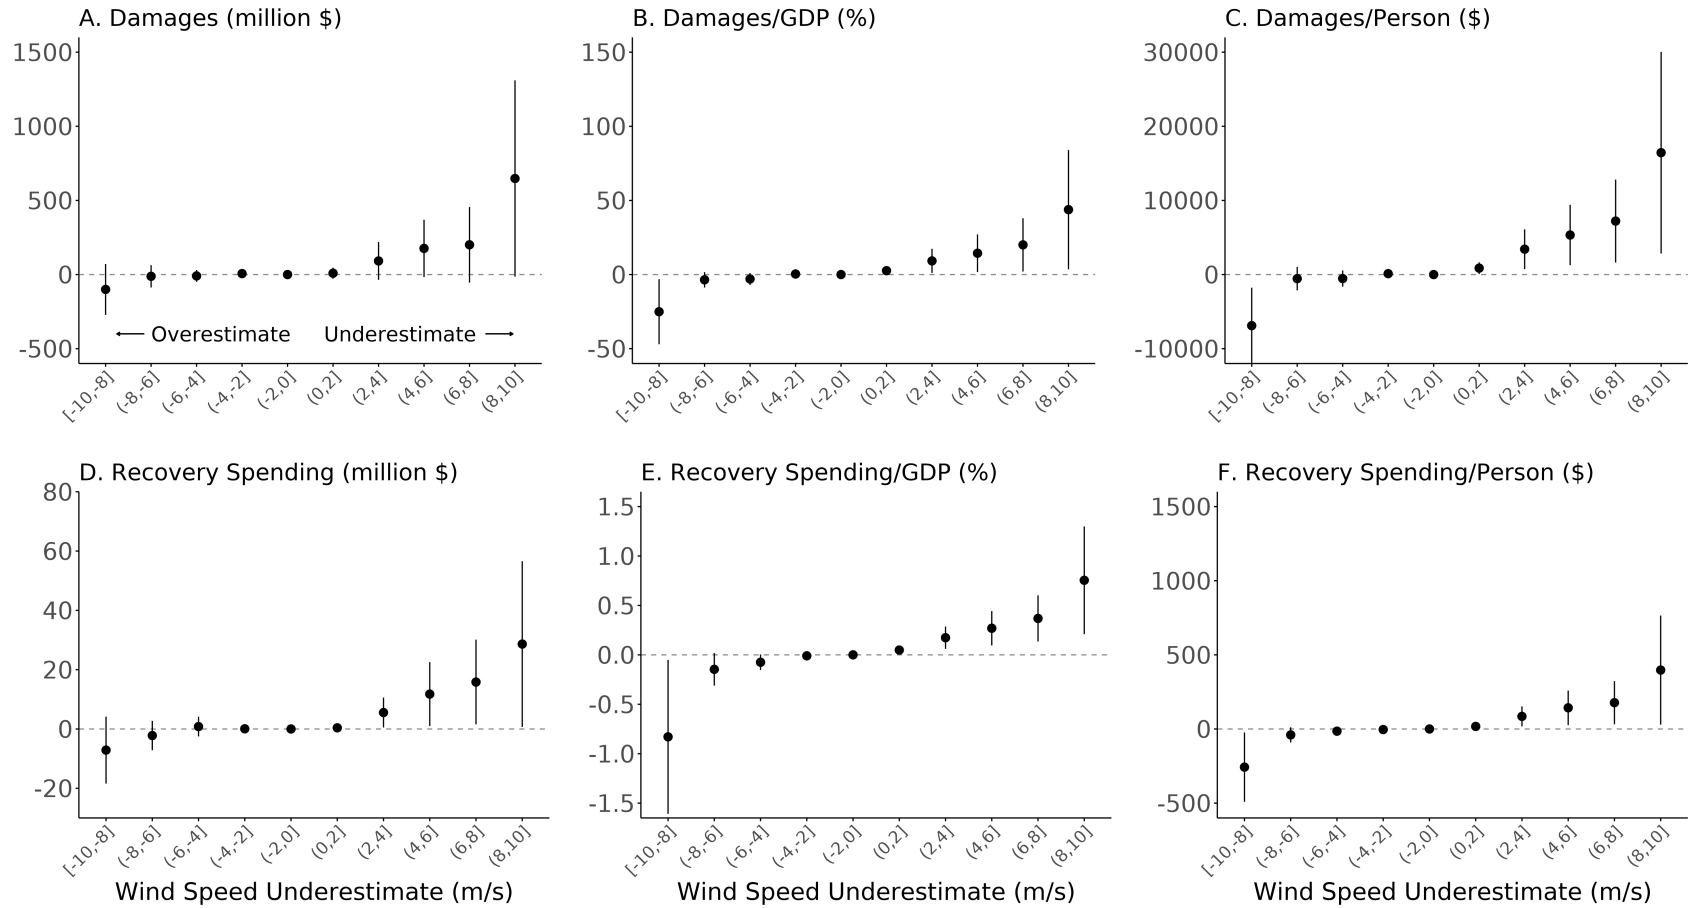 A. Damages (million $)
1500
1000
500
0
-500
← Overestimate Underestimate →
[-10,-8] (-8,-6] (-6,-4] (-4,-2] (-2,0] (0,2] (2,4] (4,6] (6,8] (8,10]
B. Damages/GDP (%)
150
100
50
0
-50
[-10,-8] (-8,-6] (-6,-4] (-4,-2] (-2,0] (0,2] (2,4] (4,6] (6,8] (8,10]
C. Damages/Person ($)
30000
20000
10000
0
-10000
[-10,-8] (-8,-6] (-6,-4] (-4,-2] (-2,0] (0,2] (2,4] (4,6] (6,8] (8,10]
D. Recovery Spending (million $)
80
60
40
20
0
-20
[-10,-8] (-8,-6] (-6,-4] (-4,-2] (-2,0] (0,2] (2,4] (4,6] (6,8] (8,10]
Wind Speed Underestimate (m/s)
E. Recovery Spending/GDP (%)
1.5
1.0
0.5
0.0
-0.5
-1.0
-1.5
[-10,-8] (-8,-6] (-6,-4] (-4,-2] (-2,0] (0,2] (2,4] (4,6] (6,8] (8,10]
Wind Speed Underestimate (m/s)
F. Recovery Spending/Person ($)
1500
1000
500
0
-500
[-10,-8] (-8,-6] (-6,-4] (-4,-2] (-2,0] (0,2] (2,4] (4,6] (6,8] (8,10]
Wind Speed Underestimate (m/s)